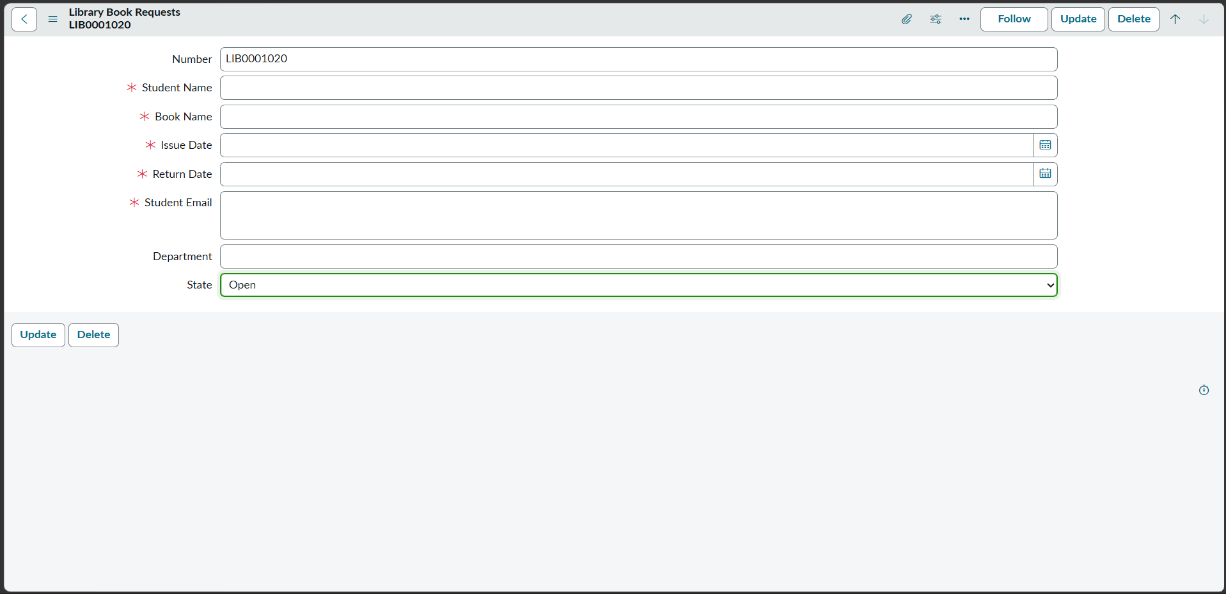 Library Book Requests
LIB0001020
Follow
Update
Delete
Number LIB0001020
Student Name
Book Name
Issue Date
Return Date
Student Email
Department
State Open
Update Delete